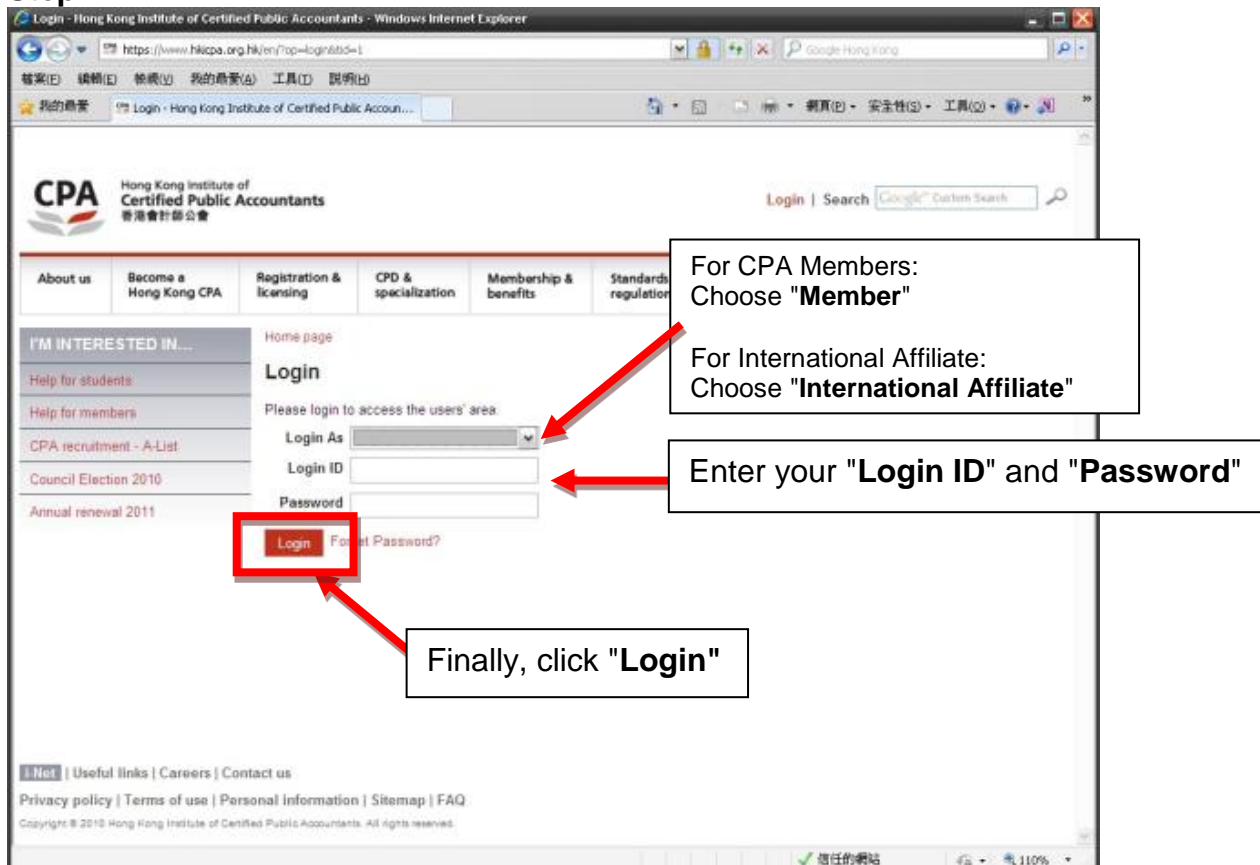 Login - Hong Kong Institute of Certified Public Accountants - Windows Internet Explorer
https://www.hkicpa.org.hk/en/?op=login&tid=1
Google Hong Kong
檔案(F) 編輯(E) 檢視(V) 我的最愛(A) 工具(T) 說明(H)
我的最愛 Login - Hong Kong Institute of Certified Public Accoun... 網頁(P) 安全性(S) 工具(O)
CPA
Hong Kong Institute of
Certified Public Accountants
香港會計師公會
Login | Search Google™ Custom Search
About us
Become a
Hong Kong CPA
Registration &
licensing
CPD &
specialization
Membership &
benefits
Standards
regulation
For CPA Members:
Choose "Member"
For International Affiliate:
Choose "International Affiliate"
I'M INTERESTED IN...
Help for students
Help for members
CPA recruitment - A-List
Council Election 2010
Annual renewal 2011
Home page
Login
Please login to access the users' area.
Login As
Login ID
Password
Login Forget Password?
Enter your "Login ID" and "Password"
Finally, click "Login"
I-Net | Useful links | Careers | Contact us
Privacy policy | Terms of use | Personal information | Sitemap | FAQ
Copyright © 2010 Hong Kong Institute of Certified Public Accountants. All rights reserved.
信任的網站 110%